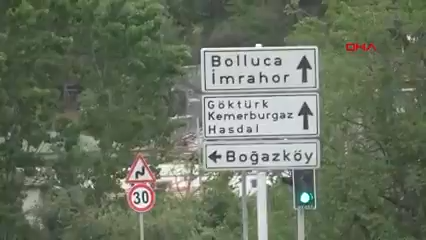 DHA
Bolluca
İmrahor
Göktürk
Kemerburgaz
Hasdal
Boğazköy
30